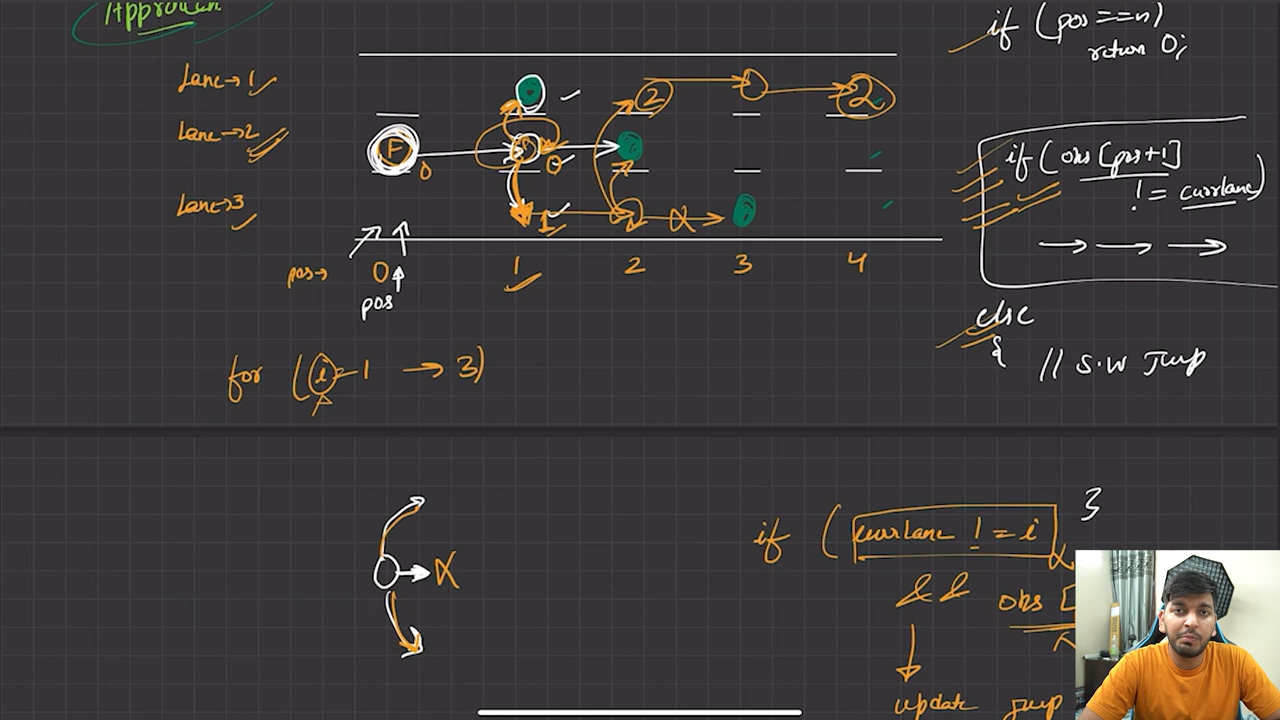 Approach
if (pos==n)
return 0;
Lane→1
Lane→2
Lane→3
F
0
0
1
2
2
pos→ 0 1 2 3 4
pos
if (obs[pos+1]
!= currlane)
else
{
// S.W Jump
for (i=1 → 3)
}
if (currlane != i
&& obs [
update jump